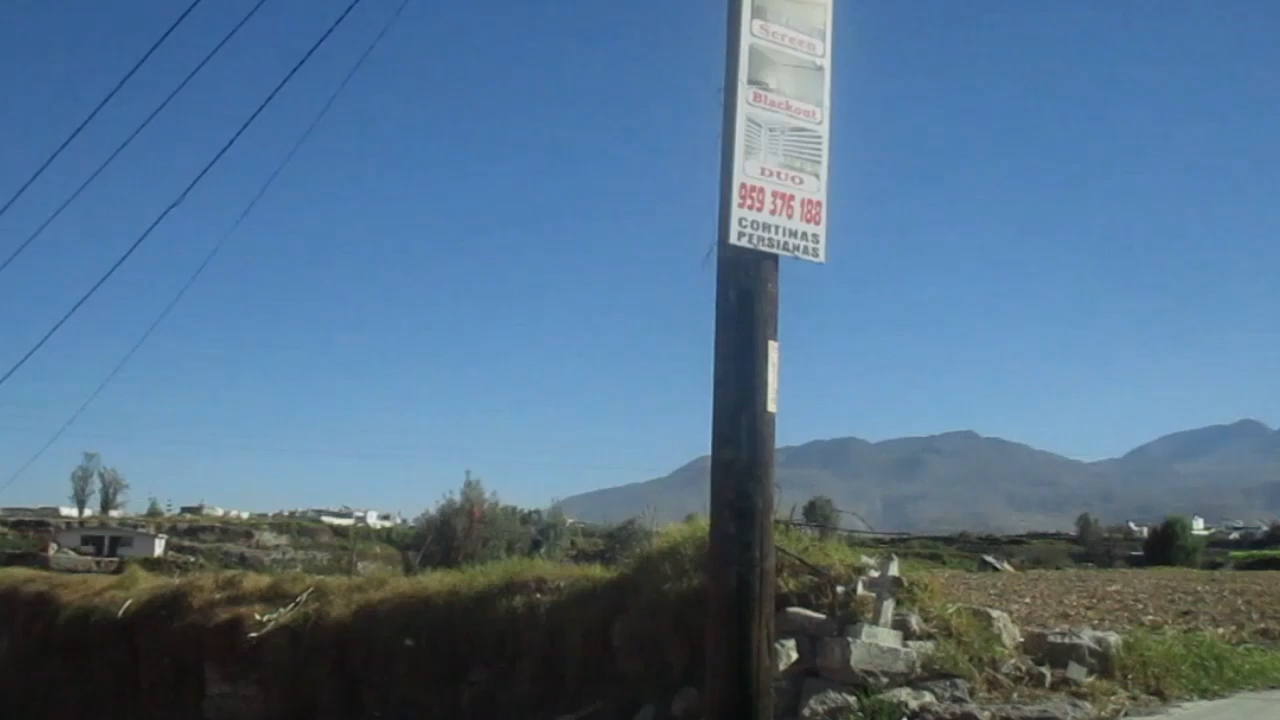 Screen
Blackout
DUO
959 376 188
CORTINAS
PERSIANAS